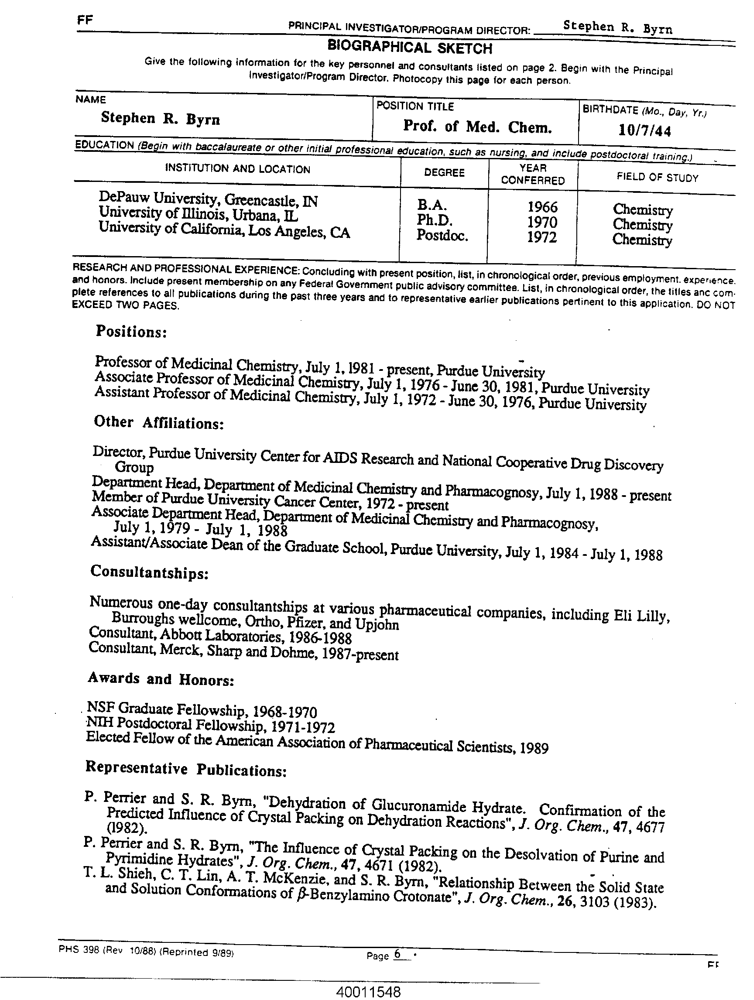 FF
PRINCIPAL INVESTIGATOR/PROGRAM DIRECTOR: Stephen R. Byrn
BIOGRAPHICAL SKETCH
Give the following information for the key personnel and consultants listed on page 2. Begin with the Principal
Investigator/Program Director. Photocopy this page for each person.
NAME
POSITION TITLE
BIRTHDATE (Mo., Day, Yr.)
Stephen R. Byrn
Prof. of Med. Chem.
10/7/44
EDUCATION (Begin with baccalaureate or other initial professional education, such as nursing, and include postdoctoral training.)
INSTITUTION AND LOCATION
DEGREE
YEAR
CONFERRED
FIELD OF STUDY
DePauw University, Greencastle, IN B.A. 1966 Chemistry
University of Illinois, Urbana, IL Ph.D. 1970 Chemistry
University of California, Los Angeles, CA Postdoc. 1972 Chemistry
RESEARCH AND PROFESSIONAL EXPERIENCE: Concluding with present position, list, in chronological order, previous employment, experience,
and honors. Include present membership on any Federal Government public advisory committee. List, in chronological order, the titles anc com-
plete references to all publications during the past three years and to representative earlier publications pertinent to this application. DO NOT
EXCEED TWO PAGES.
Positions:
Professor of Medicinal Chemistry, July 1, 1981 - present, Purdue University
Associate Professor of Medicinal Chemistry, July 1, 1976 - June 30, 1981, Purdue University
Assistant Professor of Medicinal Chemistry, July 1, 1972 - June 30, 1976, Purdue University
Other Affiliations:
Director, Purdue University Center for AIDS Research and National Cooperative Drug Discovery
Group
Department Head, Department of Medicinal Chemistry and Pharmacognosy, July 1, 1988 - present
Member of Purdue University Cancer Center, 1972 - present
Associate Department Head, Department of Medicinal Chemistry and Pharmacognosy,
July 1, 1979 - July 1, 1988
Assistant/Associate Dean of the Graduate School, Purdue University, July 1, 1984 - July 1, 1988
Consultantships:
Numerous one-day consultantships at various pharmaceutical companies, including Eli Lilly,
Burroughs wellcome, Ortho, Pfizer, and Upjohn
Consultant, Abbott Laboratories, 1986-1988
Consultant, Merck, Sharp and Dohme, 1987-present
Awards and Honors:
NSF Graduate Fellowship, 1968-1970
NIH Postdoctoral Fellowship, 1971-1972
Elected Fellow of the American Association of Pharmaceutical Scientists, 1989
Representative Publications:
P. Perrier and S. R. Byrn, "Dehydration of Glucuronamide Hydrate. Confirmation of the
Predicted Influence of Crystal Packing on Dehydration Reactions", J. Org. Chem., 47, 4677
(1982).
P. Perrier and S. R. Byrn, "The Influence of Crystal Packing on the Desolvation of Purine and
Pyrimidine Hydrates", J. Org. Chem., 47, 4671 (1982).
T. L. Shieh, C. T. Lin, A. T. McKenzie, and S. R. Byrn, "Relationship Between the Solid State
and Solution Conformations of β-Benzylamino Crotonate", J. Org. Chem., 26, 3103 (1983).
PHS 398 (Rev 10/88) (Reprinted 9/89)
Page 6
FF
40011548